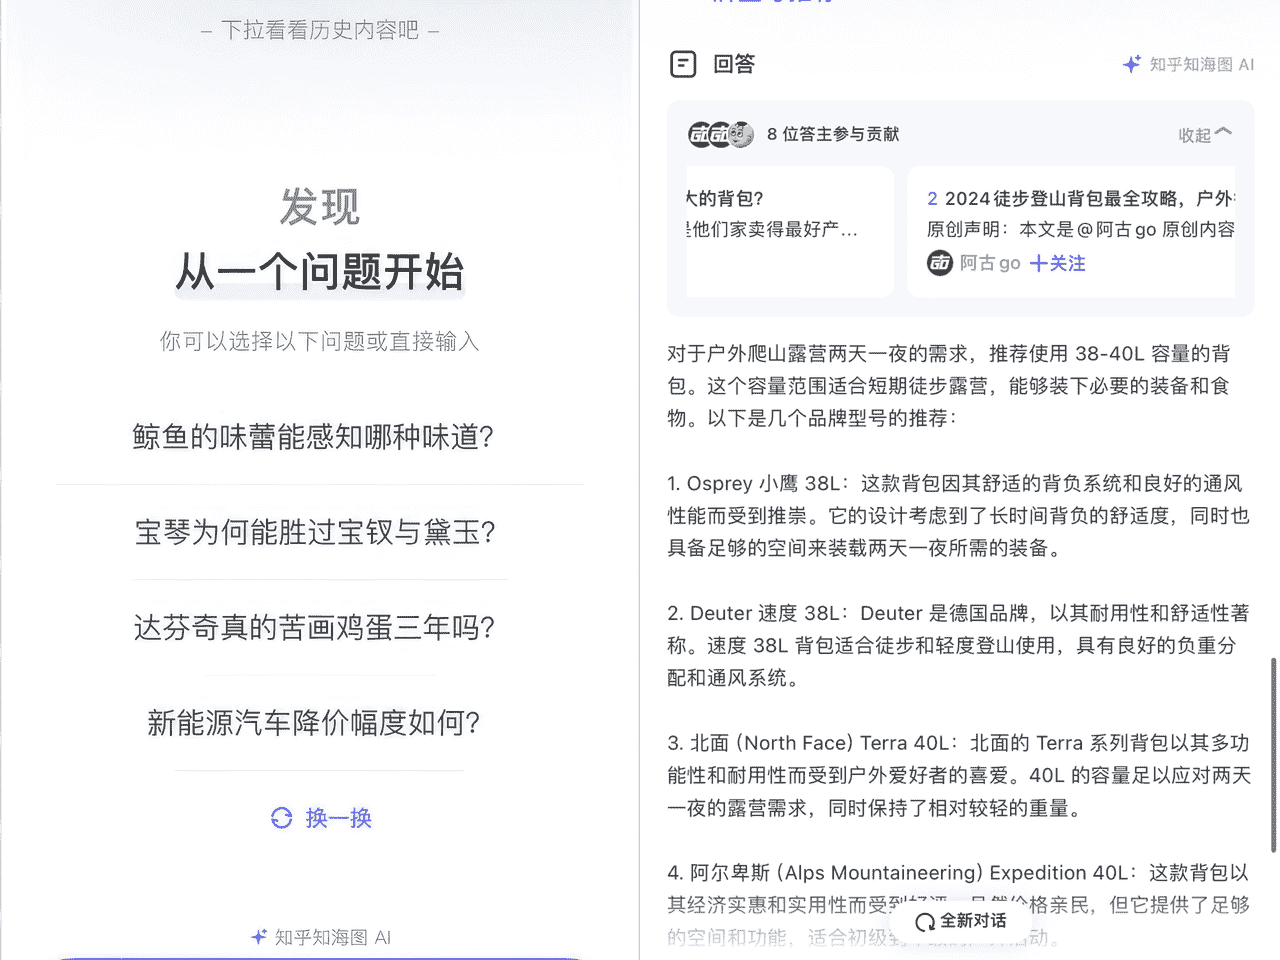 – 下拉看看历史内容吧 –
发现
从一个问题开始
你可以选择以下问题或直接输入
鲸鱼的味蕾能感知哪种味道?
宝琴为何能胜过宝钗与黛玉?
达芬奇真的苦画鸡蛋三年吗?
新能源汽车降价幅度如何?
换一换
知乎知海图 AI
回答
知乎知海图 AI
8 位答主参与贡献
收起
大的背包?
是他们家卖得最好产...
2 2024徒步登山背包最全攻略，户外
原创声明：本文是@阿古go 原创内容
阿古go 十关注
对于户外爬山露营两天一夜的需求，推荐使用 38-40L 容量的背
包。这个容量范围适合短期徒步露营，能够装下必要的装备和食
物。以下是几个品牌型号的推荐：
1. Osprey 小鹰 38L：这款背包因其舒适的背负系统和良好的通风
性能而受到推崇。它的设计考虑到了长时间背负的舒适度，同时也
具备足够的空间来装载两天一夜所需的装备。
2. Deuter 速度 38L：Deuter 是德国品牌，以其耐用性和舒适性著
称。速度 38L 背包适合徒步和轻度登山使用，具有良好的负重分
配和通风系统。
3. 北面（North Face）Terra 40L：北面的 Terra 系列背包以其多功
能性和耐用性而受到户外爱好者的喜爱。40L 的容量足以应对两天
一夜的露营需求，同时保持了相对较轻的重量。
4. 阿尔卑斯（Alps Mountaineering）Expedition 40L：这款背包以
其经济实惠和实用性而受到好评。虽然价格亲民，但它提供了足够
的空间和功能，适合初级到
动。
全新对话